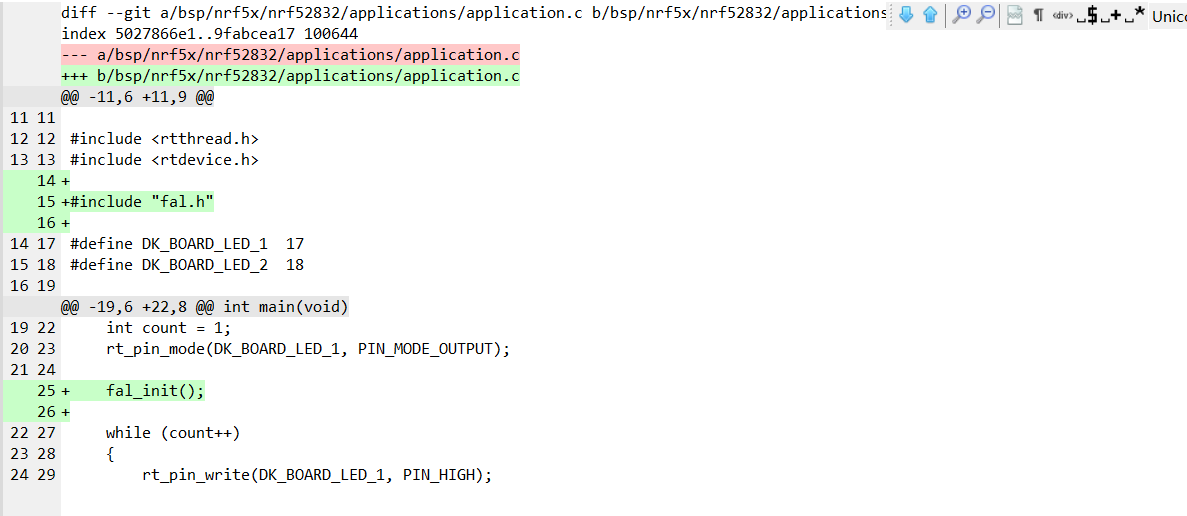 diff --git a/bsp/nrf5x/nrf52832/applications/application.c b/bsp/nrf5x/nrf52832/applications
index 5027866e1..9fabcea17 100644
--- a/bsp/nrf5x/nrf52832/applications/application.c
+++ b/bsp/nrf5x/nrf52832/applications/application.c
@@ -11,6 +11,9 @@
11 11
12 12 #include <rtthread.h>
13 13 #include <rtdevice.h>
14 +
15 +#include "fal.h"
16 +
14 17 #define DK_BOARD_LED_1  17
15 18 #define DK_BOARD_LED_2  18
16 19
@@ -19,6 +22,8 @@ int main(void)
19 22     int count = 1;
20 23     rt_pin_mode(DK_BOARD_LED_1, PIN_MODE_OUTPUT);
21 24
25 +    fal_init();
26 +
22 27     while (count++)
23 28     {
24 29         rt_pin_write(DK_BOARD_LED_1, PIN_HIGH);